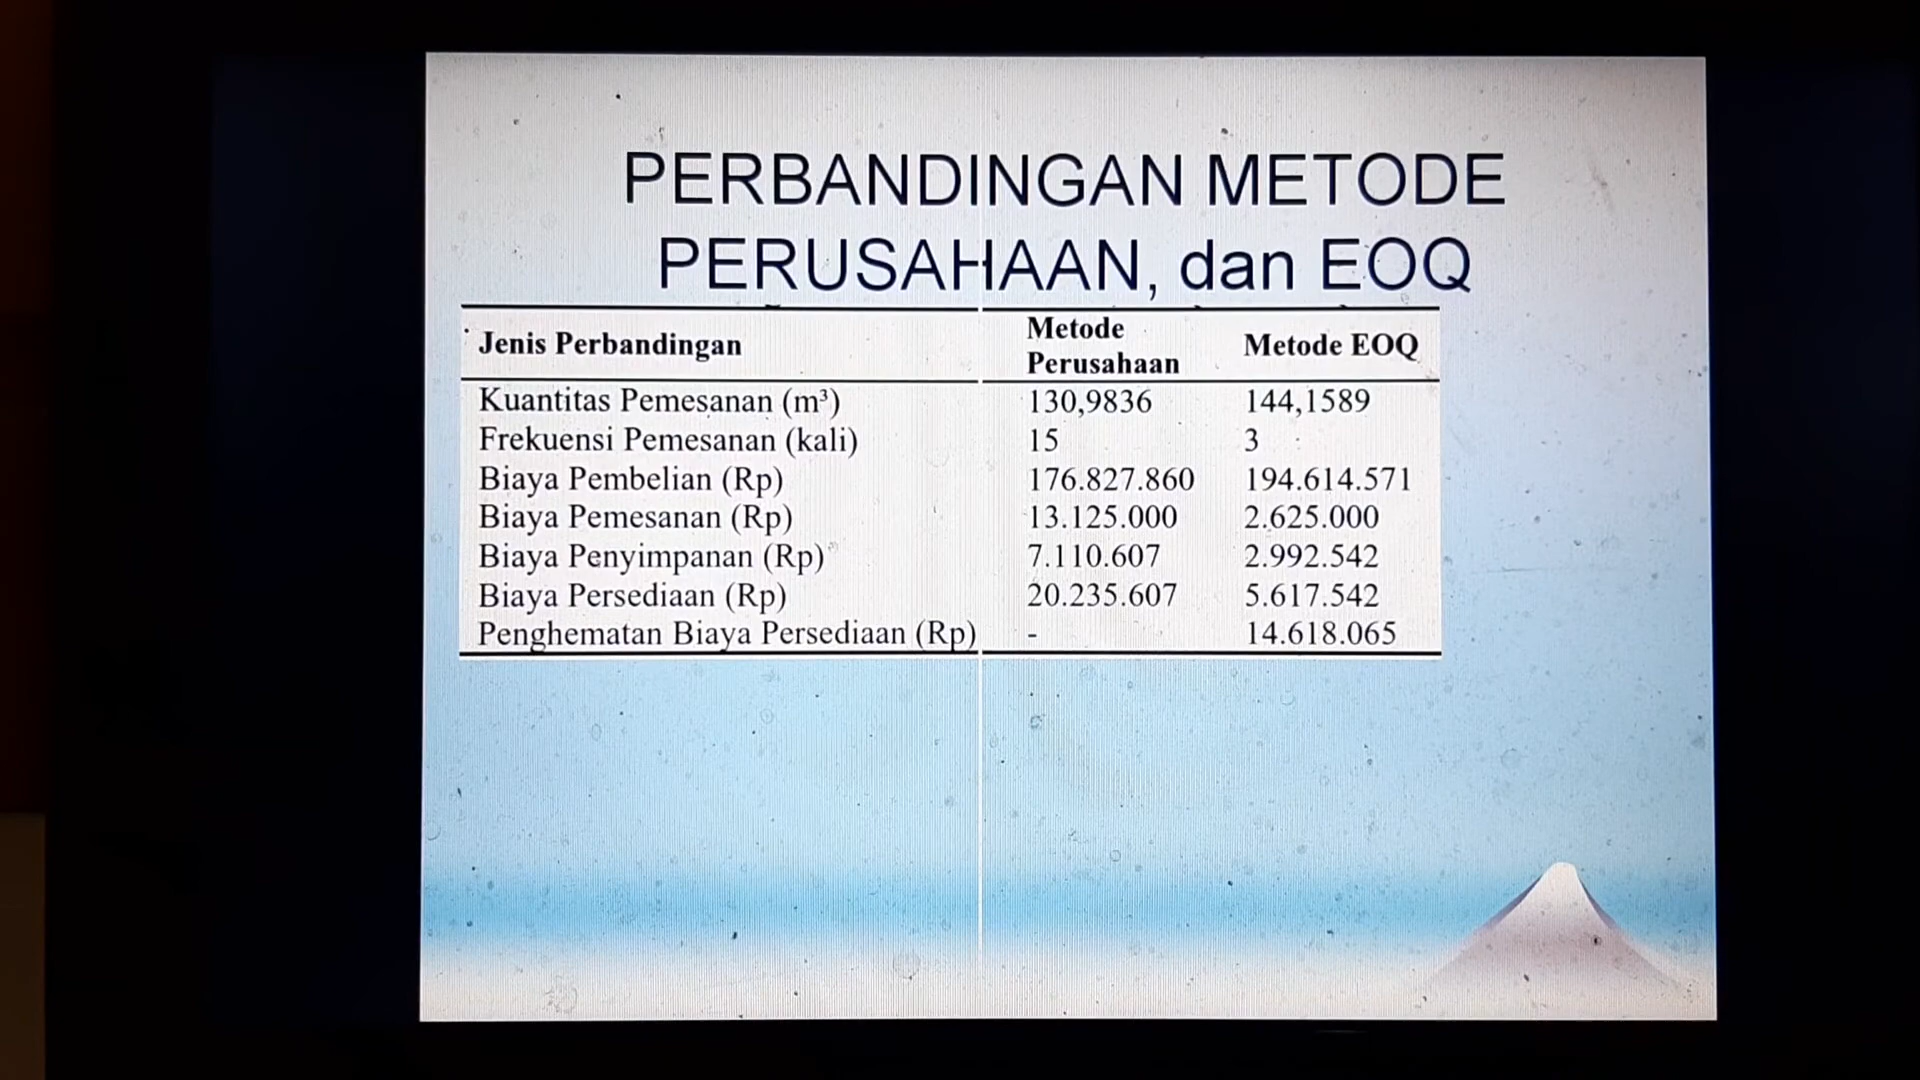 PERBANDINGAN METODE
PERUSAHAAN, dan EOQ
Jenis Perbandingan Metode Perusahaan Metode EOQ
Kuantitas Pemesanan (m³) 130,9836 144,1589
Frekuensi Pemesanan (kali) 15 3
Biaya Pembelian (Rp) 176.827.860 194.614.571
Biaya Pemesanan (Rp) 13.125.000 2.625.000
Biaya Penyimpanan (Rp) 7.110.607 2.992.542
Biaya Persediaan (Rp) 20.235.607 5.617.542
Penghematan Biaya Persediaan (Rp) - 14.618.065